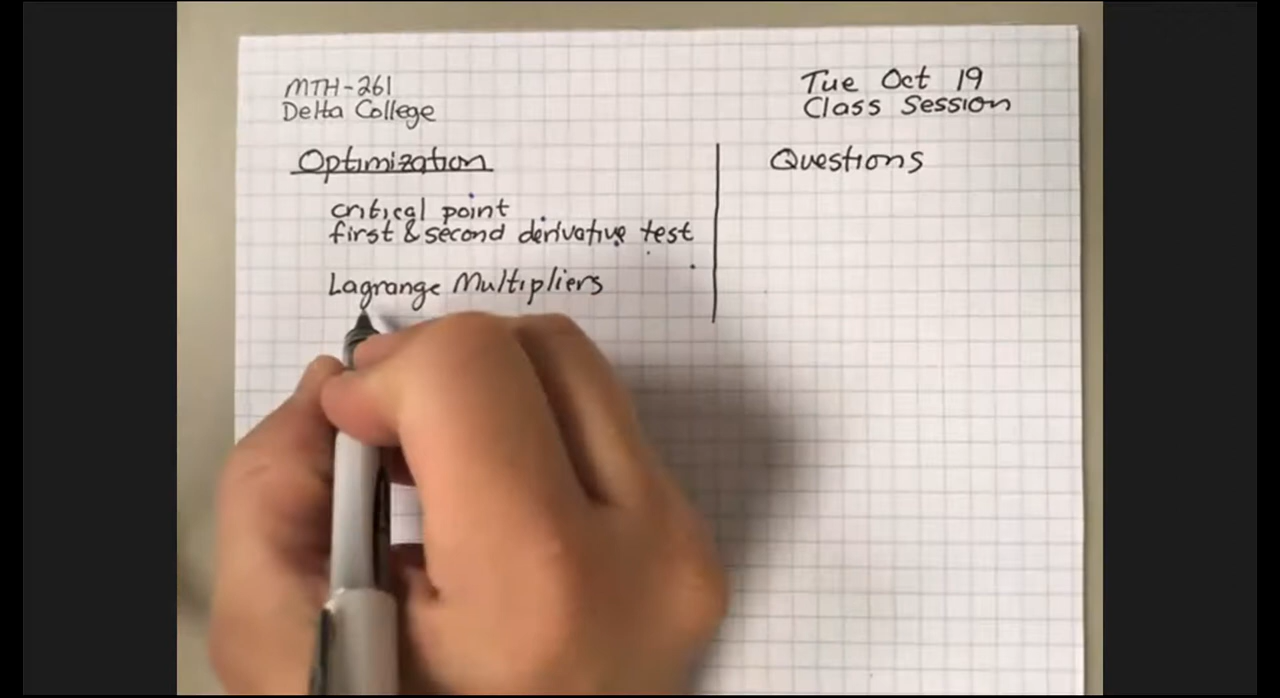 MTH-261
Delta College
Tue Oct 19
Class Session
Optimization
critical point
first & second derivative test
Lagrange Multipliers
Questions